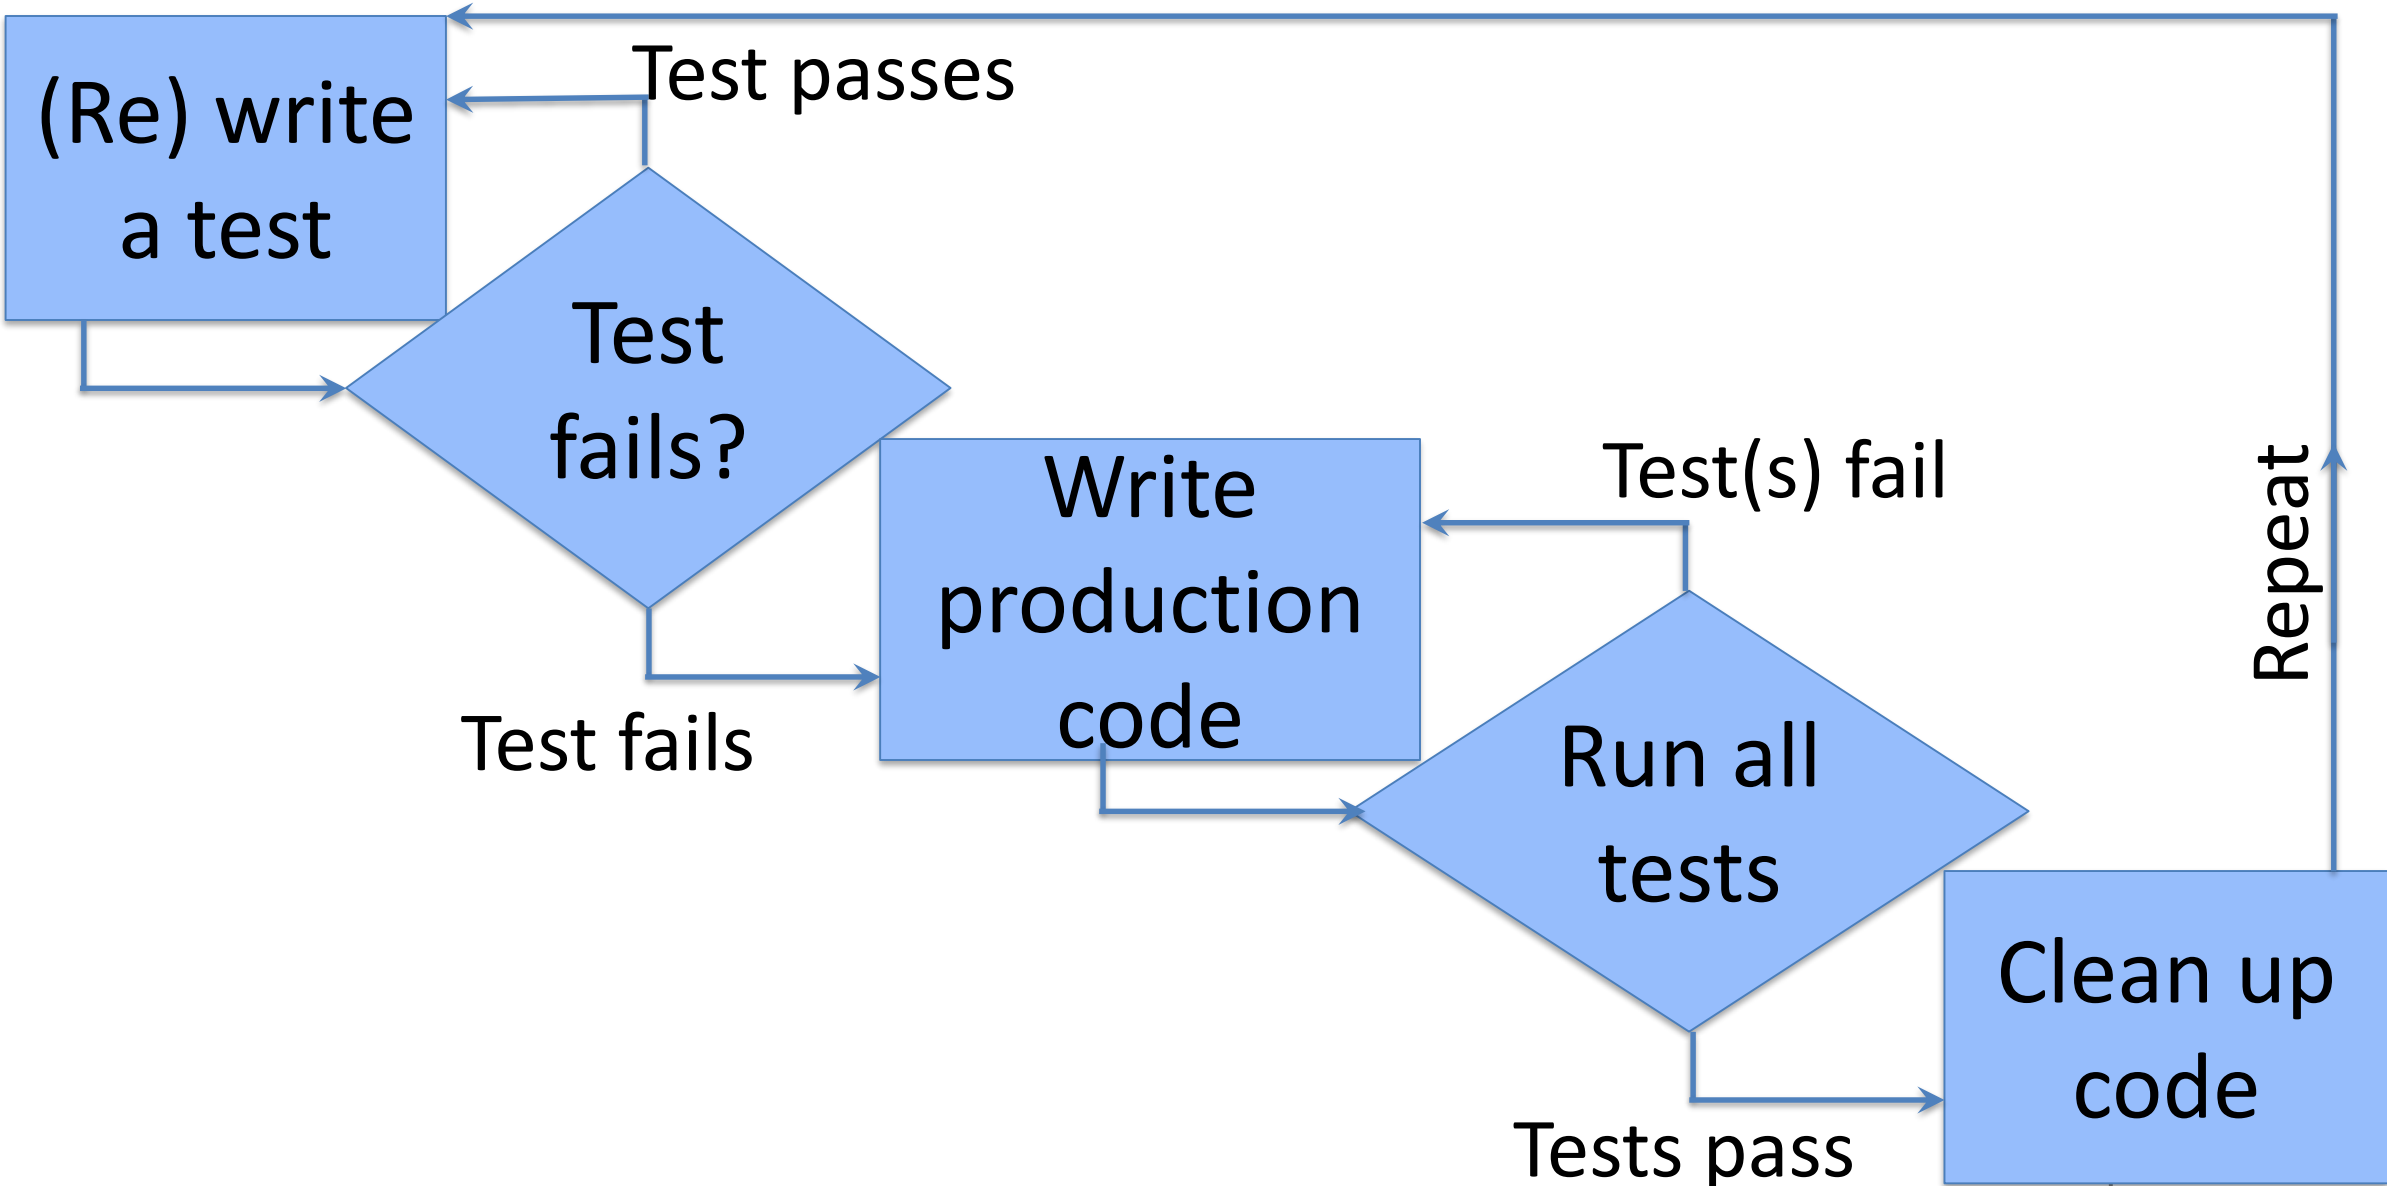 (Re) write
a test
Test passes
Test
fails?
Test fails
Write
production
code
Test(s) fail
Run all
tests
Tests pass
Clean up
code
Repeat